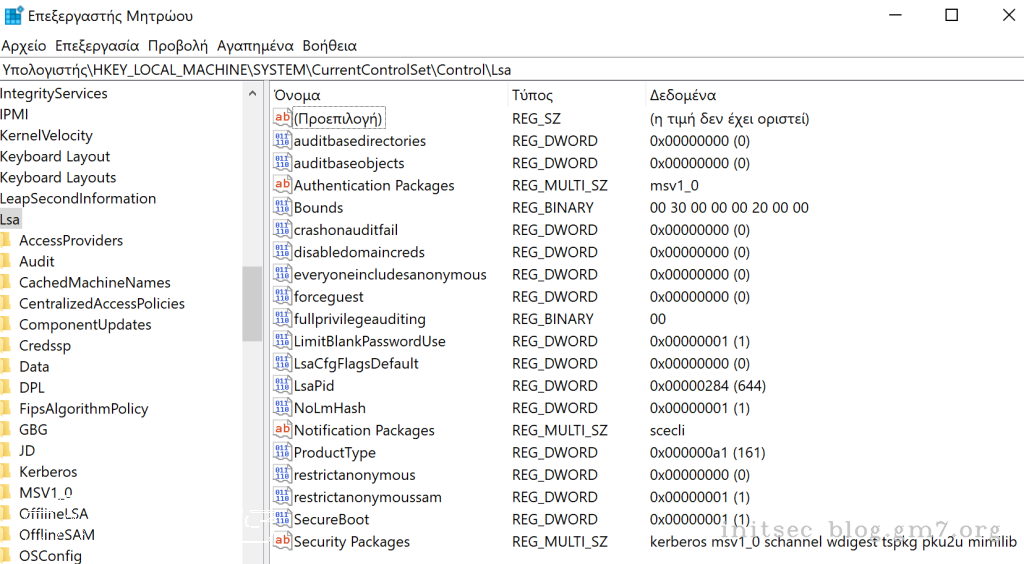 Επεξεργαστής Μητρώου
Αρχείο Επεξεργασία Προβολή Αγαπημένα Βοήθεια
Υπολογιστής\HKEY_LOCAL_MACHINE\SYSTEM\CurrentControlSet\Control\Lsa
IntegrityServices
IPMI
KernelVelocity
Keyboard Layout
Keyboard Layouts
LeapSecondInformation
Lsa
AccessProviders
Audit
CachedMachineNames
CentralizedAccessPolicies
ComponentUpdates
Credssp
Data
DPL
FipsAlgorithmPolicy
GBG
JD
Kerberos
MSV1_0
OfflineLSA
OfflineSAM
OSConfig
Όνομα Τύπος Δεδομένα
(Προεπιλογή) REG_SZ (η τιμή δεν έχει οριστεί)
auditbasedirectories REG_DWORD 0x00000000 (0)
auditbaseobjects REG_DWORD 0x00000000 (0)
Authentication Packages REG_MULTI_SZ msv1_0
Bounds REG_BINARY 00 30 00 00 00 20 00 00
crashonauditfail REG_DWORD 0x00000000 (0)
disabledomaincreds REG_DWORD 0x00000000 (0)
everyoneincludesanonymous REG_DWORD 0x00000000 (0)
forceguest REG_DWORD 0x00000000 (0)
fullprivilegeauditing REG_BINARY 00
LimitBlankPasswordUse REG_DWORD 0x00000001 (1)
LsaCfgFlagsDefault REG_DWORD 0x00000000 (0)
LsaPid REG_DWORD 0x00000284 (644)
NoLmHash REG_DWORD 0x00000001 (1)
Notification Packages REG_MULTI_SZ scecli
ProductType REG_DWORD 0x000000a1 (161)
restrictanonymous REG_DWORD 0x00000000 (0)
restrictanonymoussam REG_DWORD 0x00000001 (1)
SecureBoot REG_DWORD 0x00000001 (1)
initsec_blog.gm7.org
Security Packages REG_MULTI_SZ kerberos msv1_0 schannel wdigest tspkg pku2u mimilib